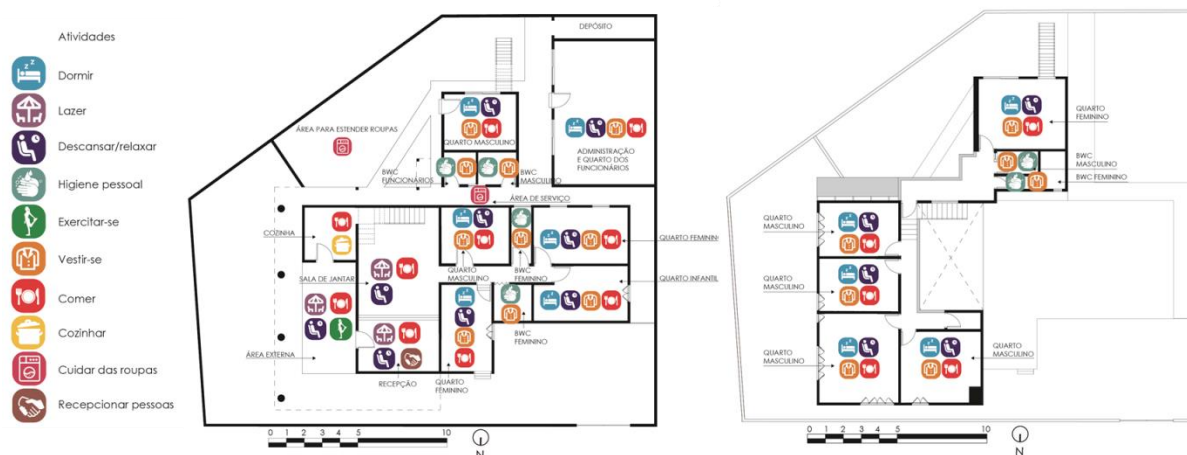 Atividades
Dormir
Lazer
Descansar/relaxar
Higiene pessoal
Exercitar-se
Vestir-se
Comer
Cozinhar
Cuidar das roupas
Recepcionar pessoas
DEPÓSITO
ÁREA PARA ESTENDER ROUPAS
QUARTO MASCULINO
ADMINISTRAÇÃO
E QUARTO DOS
FUNCIONÁRIOS
BWC
FUNCIONÁRIOS
BWC
MASCULINO
ÁREA DE SERVIÇO
COZINHA
QUARTO FEMININ
SALA DE JANTAR
QUARTO
MASCULINO
BWC
FEMININO
QUARTO INFANTIL
BWC
FEMININO
ÁREA EXTERNA
RECEPÇÃO
QUARTO
FEMININO
0 1 2 3 4 5 10
N
QUARTO
FEMININO
BWC
MASCULINO
BWC FEMININO
QUARTO
MASCULINO
QUARTO
MASCULINO
QUARTO
MASCULINO
QUARTO
MASCULINO
0 1 2 3 4 5 10
N